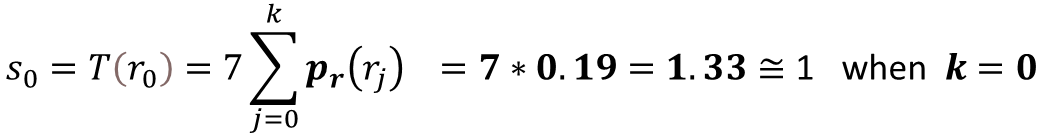 s₀ = T(r₀) = 7 ∑_{j=0}^{k} p_r(r_j) = 7 * 0.19 = 1.33 ≅ 1 when k = 0